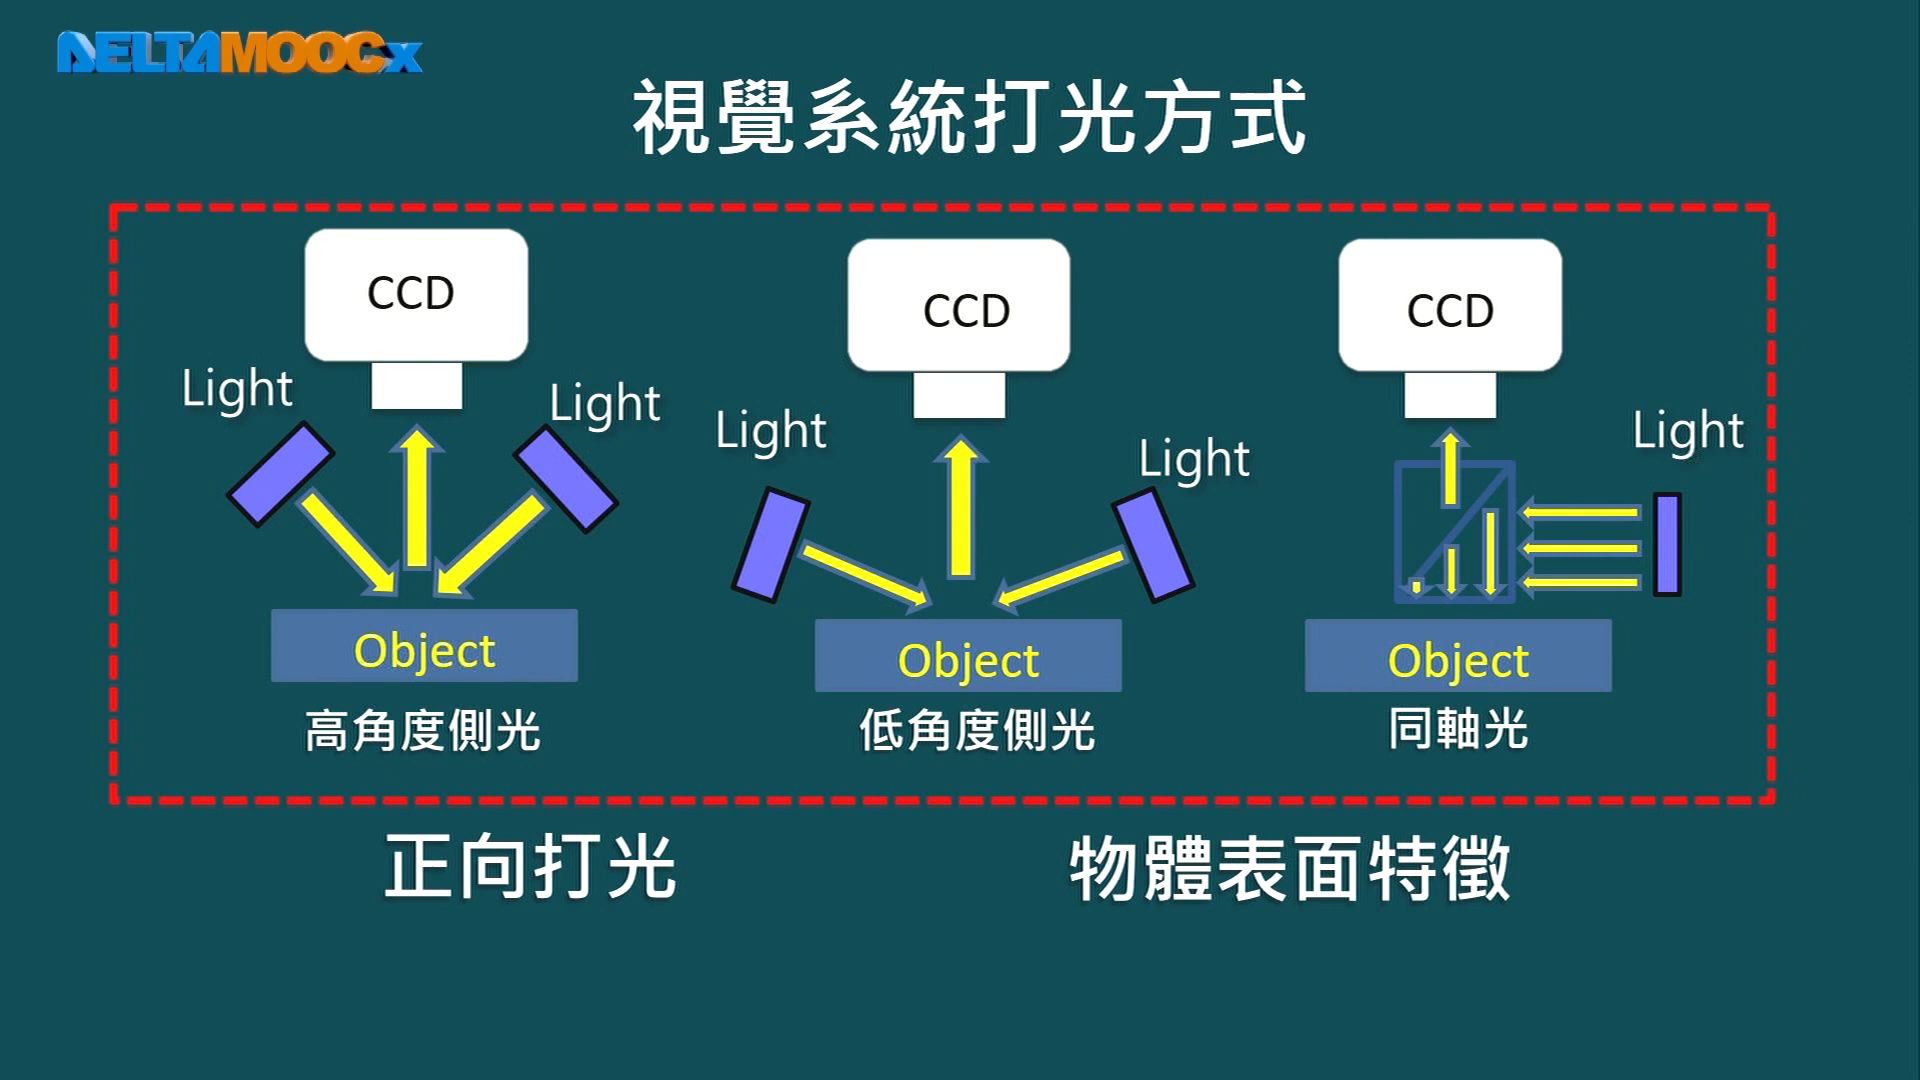 DELTAMOOCx
視覺系統打光方式
CCD
CCD
CCD
Light
Light
Light
Light
Light
Object
Object
Object
高角度側光
低角度側光
同軸光
正向打光
物體表面特徵